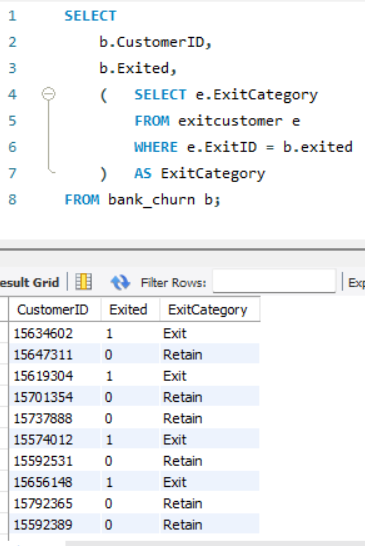 1 SELECT
2 b.CustomerID,
3 b.Exited,
4 ( SELECT e.ExitCategory
5 FROM exitcustomer e
6 WHERE e.ExitID = b.exited
7 ) AS ExitCategory
8 FROM bank_churn b;
esult Grid Filter Rows: Exp
CustomerID Exited ExitCategory
15634602 1 Exit
15647311 0 Retain
15619304 1 Exit
15701354 0 Retain
15737888 0 Retain
15574012 1 Exit
15592531 0 Retain
15656148 1 Exit
15792365 0 Retain
15592389 0 Retain